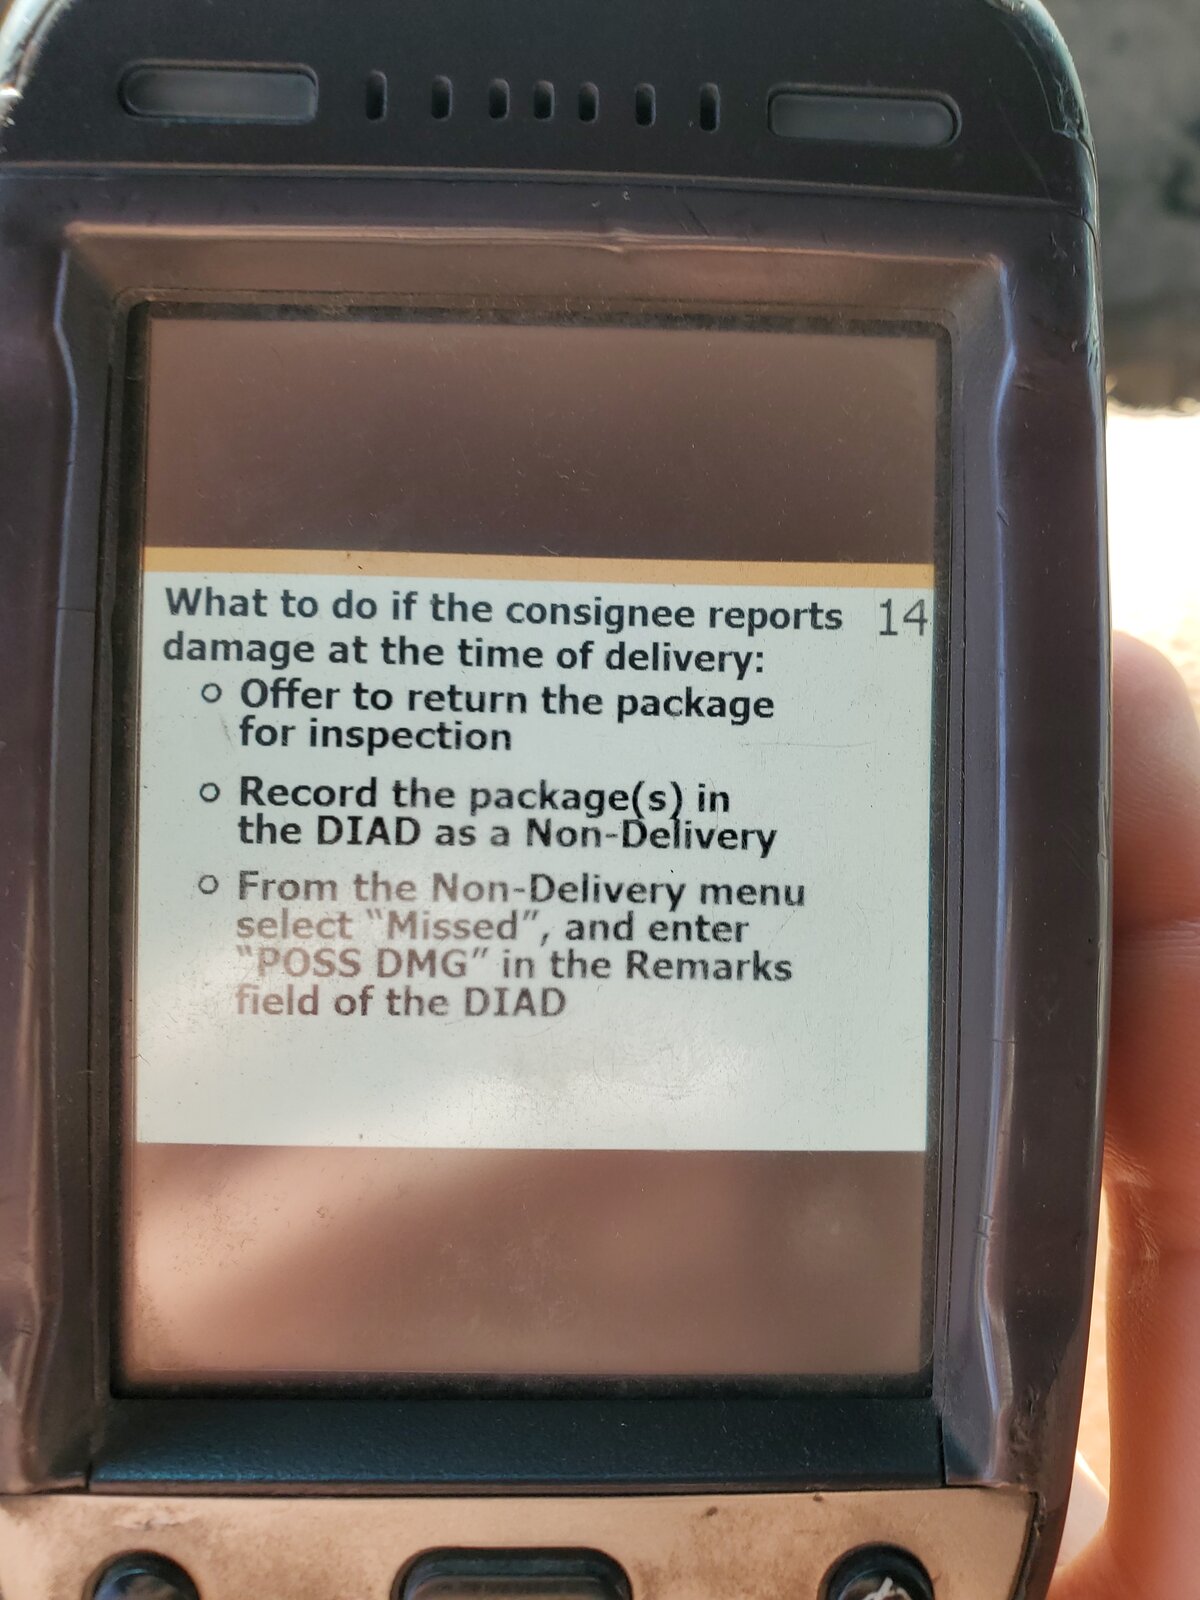 What to do if the consignee reports 14
damage at the time of delivery:
o Offer to return the package
for inspection
o Record the package(s) in
the DIAD as a Non-Delivery
o From the Non-Delivery menu
select "Missed", and enter
"POSS DMG" in the Remarks
field of the DIAD